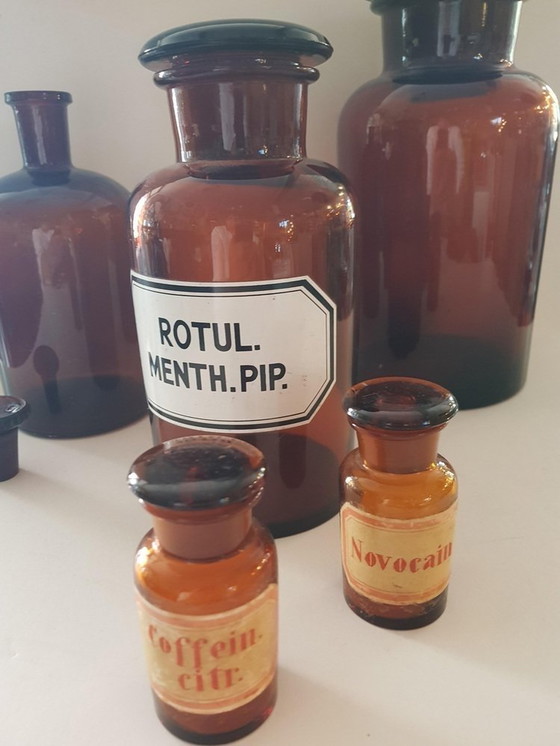 ROTUL.
MENTH.PIP.
Novocain
Coffein.
citr.